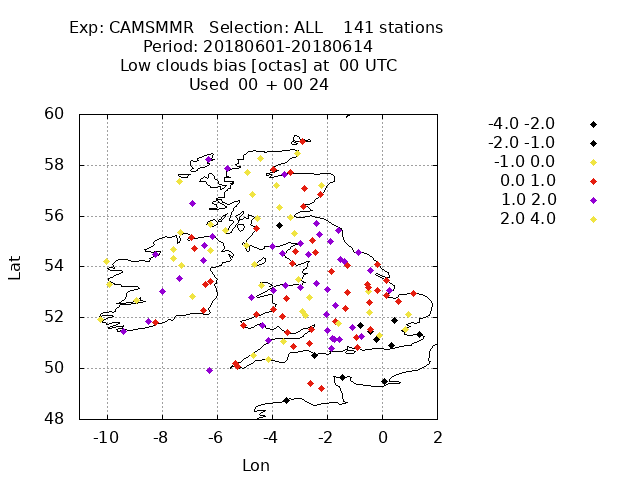 Exp: CAMSMMR Selection: ALL 141 stations
Period: 20180601-20180614
Low clouds bias [octas] at 00 UTC
Used 00 + 00 24
-4.0 -2.0
-2.0 -1.0
-1.0 0.0
0.0 1.0
1.0 2.0
2.0 4.0
60
58
56
54
52
50
48
Lat
-10 -8 -6 -4 -2 0 2
Lon